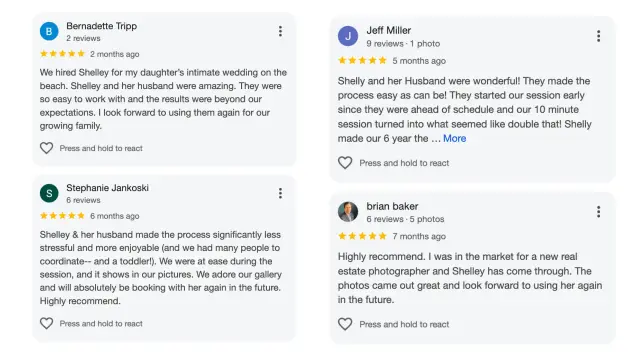 Bernadette Tripp
2 reviews
2 months ago
We hired Shelley for my daughter's intimate wedding on the
beach. Shelley and her husband were amazing. They were
so easy to work with and the results were beyond our
expectations. I look forward to using them again for our
growing family.
Press and hold to react
S
Stephanie Jankoski
6 reviews
6 months ago
Shelley & her husband made the process significantly less
stressful and more enjoyable (and we had many people to
coordinate-- and a toddler!). We were at ease during the
session, and it shows in our pictures. We adore our gallery
and will absolutely be booking with her again in the future.
Highly recommend.
Press and hold to react
J
Jeff Miller
9 reviews · 1 photo
5 months ago
Shelly and her Husband were wonderful! They made the
process easy as can be! They started our session early
since they were ahead of schedule and our 10 minute
session turned into what seemed like double that! Shelly
made our 6 year the … More
Press and hold to react
brian baker
6 reviews · 5 photos
7 months ago
Highly recommend. I was in the market for a new real
estate photographer and Shelley has come through. The
photos came out great and look forward to using her again
in the future.
Press and hold to react